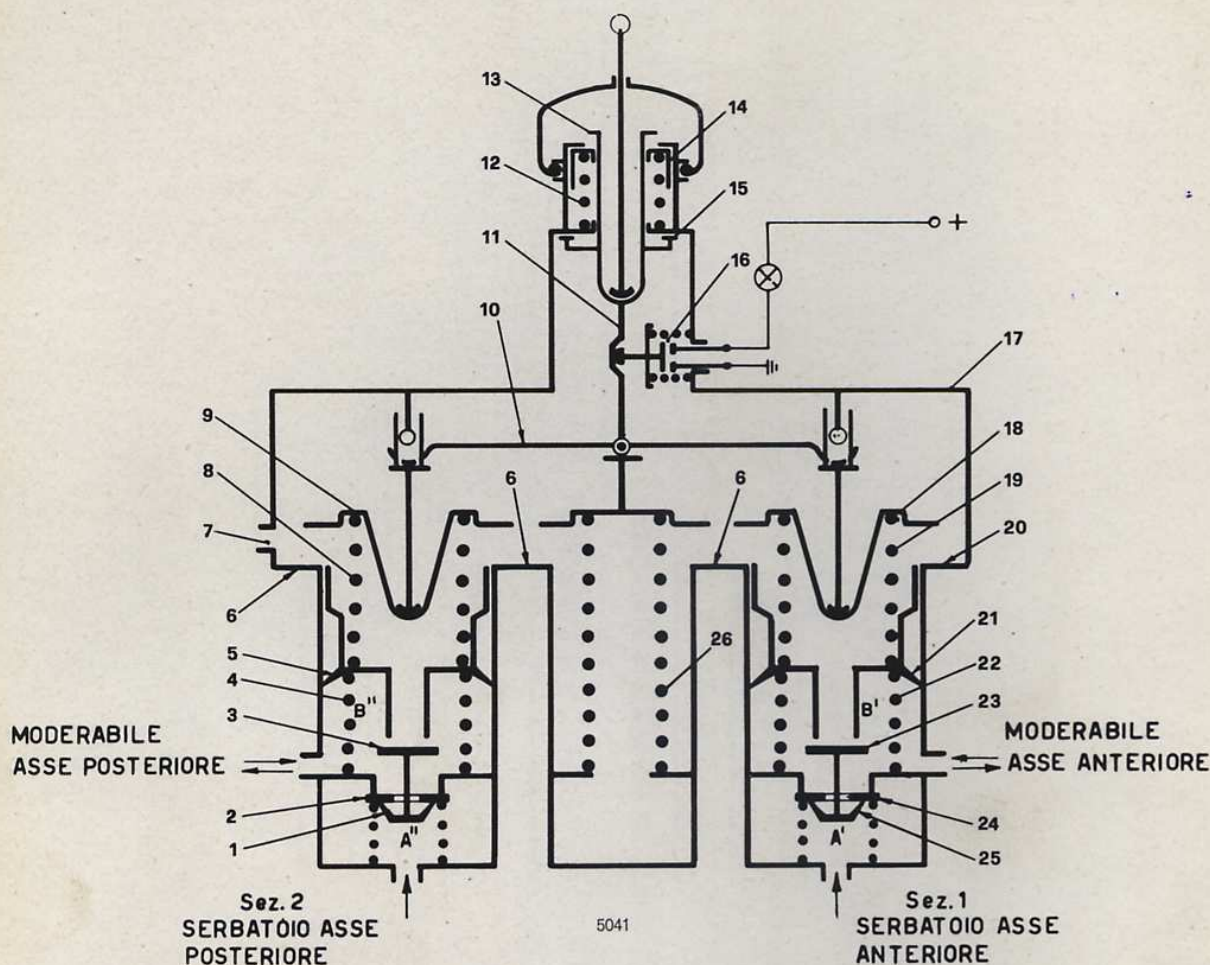 13
14
12
15
11
16
+
10
17
9
18
8
6
6
19
7
20
6
21
5
26
22
4
B"
B'
3
23
MODERABILE
ASSE POSTERIORE
MODERABILE
ASSE ANTERIORE
2
24
1
A"
A'
25
Sez. 2
SERBATOIO ASSE
POSTERIORE
5041
Sez. 1
SERBATOIO ASSE
ANTERIORE